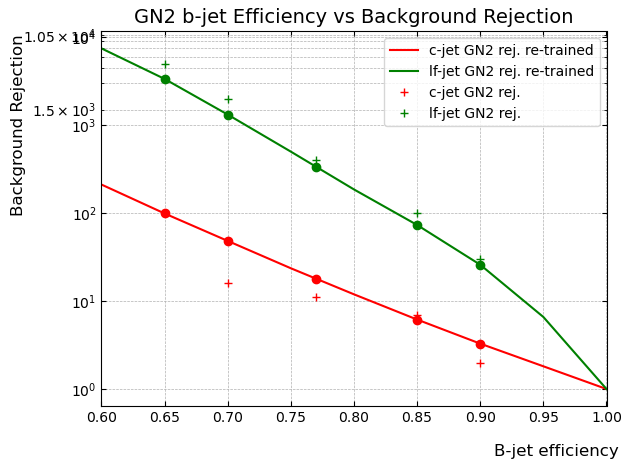 GN2 b-jet Efficiency vs Background Rejection
Background Rejection
1.05 × 10⁴
10⁴
1.5 × 10³
10³
10²
10¹
10⁰
c-jet GN2 rej. re-trained
lf-jet GN2 rej. re-trained
c-jet GN2 rej.
lf-jet GN2 rej.
0.60 0.65 0.70 0.75 0.80 0.85 0.90 0.95 1.00
B-jet efficiency